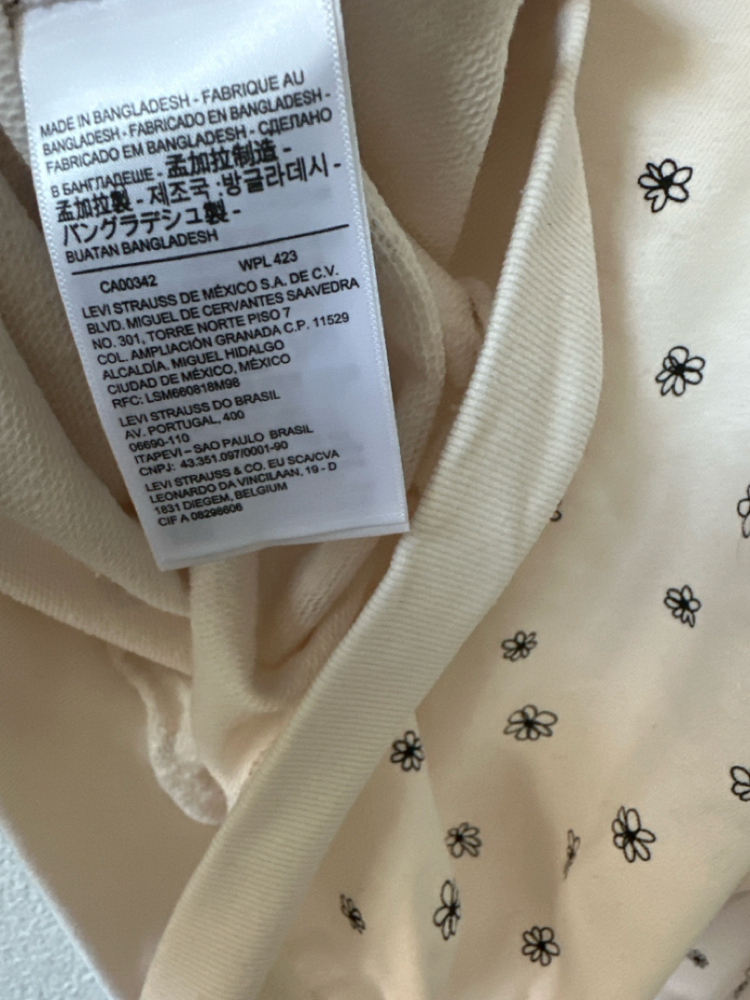 MADE IN BANGLADESH - FABRIQUE AU
BANGLADESH - FABRICADO EN BANGLADESH -
FABRICADO EM BANGLADESH - СДЕЛАНО
В БАНГЛАДЕШЕ - 孟加拉制造 -
孟加拉製 - 제조국 :방글라데시 -
バングラデシュ製 -
BUATAN BANGLADESH
CA00342 WPL 423
LEVI STRAUSS DE MÉXICO S.A. DE C.V.
BLVD. MIGUEL DE CERVANTES SAAVEDRA
NO. 301, TORRE NORTE PISO 7
COL. AMPLIACIÓN GRANADA C.P. 11529
ALCALDÍA. MIGUEL HIDALGO
CIUDAD DE MÉXICO, MÉXICO
RFC: LSM660818M98
LEVI STRAUSS DO BRASIL
AV. PORTUGAL, 400
06690-110
ITAPEVI – SAO PAULO BRASIL
CNPJ: 43.351.097/0001-90
LEVI STRAUSS & CO. EU SCA/CVA
LEONARDO DA VINCILAAN. 19 - D
1831 DIEGEM, BELGIUM
CIF A 08298606